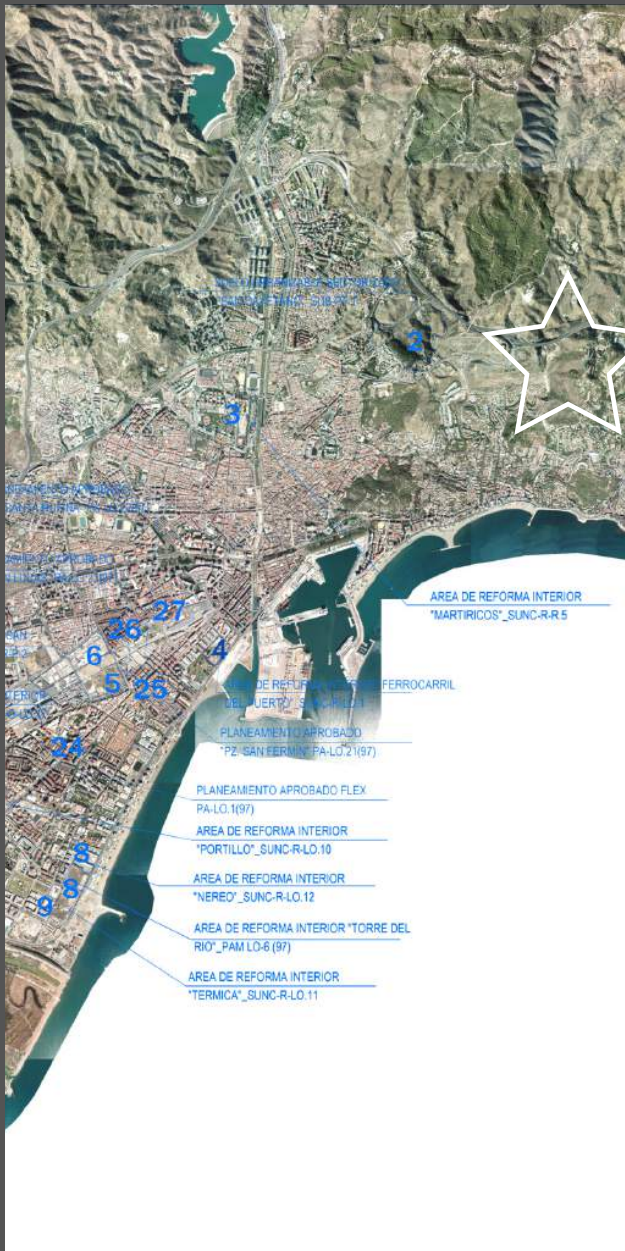 2
3
AREA DE REFORMA INTERIOR
"MARTIRICOS"_SUNC-R-R.5
27
26
6
4
5
25
FERROCARRIL
DEL PUERTO"_SUNC-R-LO.1
PLANEAMIENTO APROBADO
"PZ. SAN FERMIN" PA-LO.21(97)
24
PLANEAMIENTO APROBADO FLEX
PA-LO.1(97)
AREA DE REFORMA INTERIOR
"PORTILLO"_SUNC-R-LO.10
8
AREA DE REFORMA INTERIOR
"NEREO"_SUNC-R-LO.12
8
9
AREA DE REFORMA INTERIOR "TORRE DEL
RIO"_PAM LO-6 (97)
AREA DE REFORMA INTERIOR
"TERMICA"_SUNC-R-LO.11